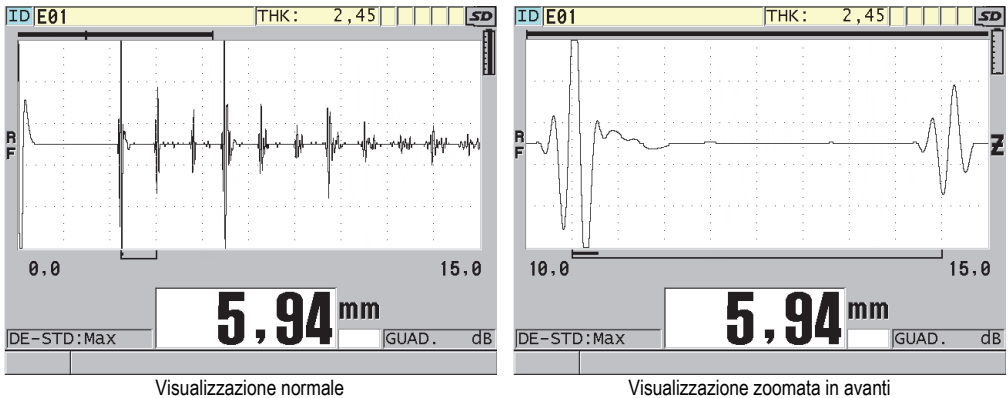 ID E01 THK: 2,45 SD
R
F
0,0 15,0
5,94 mm
DE-STD:Max GUAD. dB
Visualizzazione normale
ID E01 THK: 2,45 SD
R
F
Z
10,0 15,0
5,94 mm
DE-STD:Max GUAD. dB
Visualizzazione zoomata in avanti